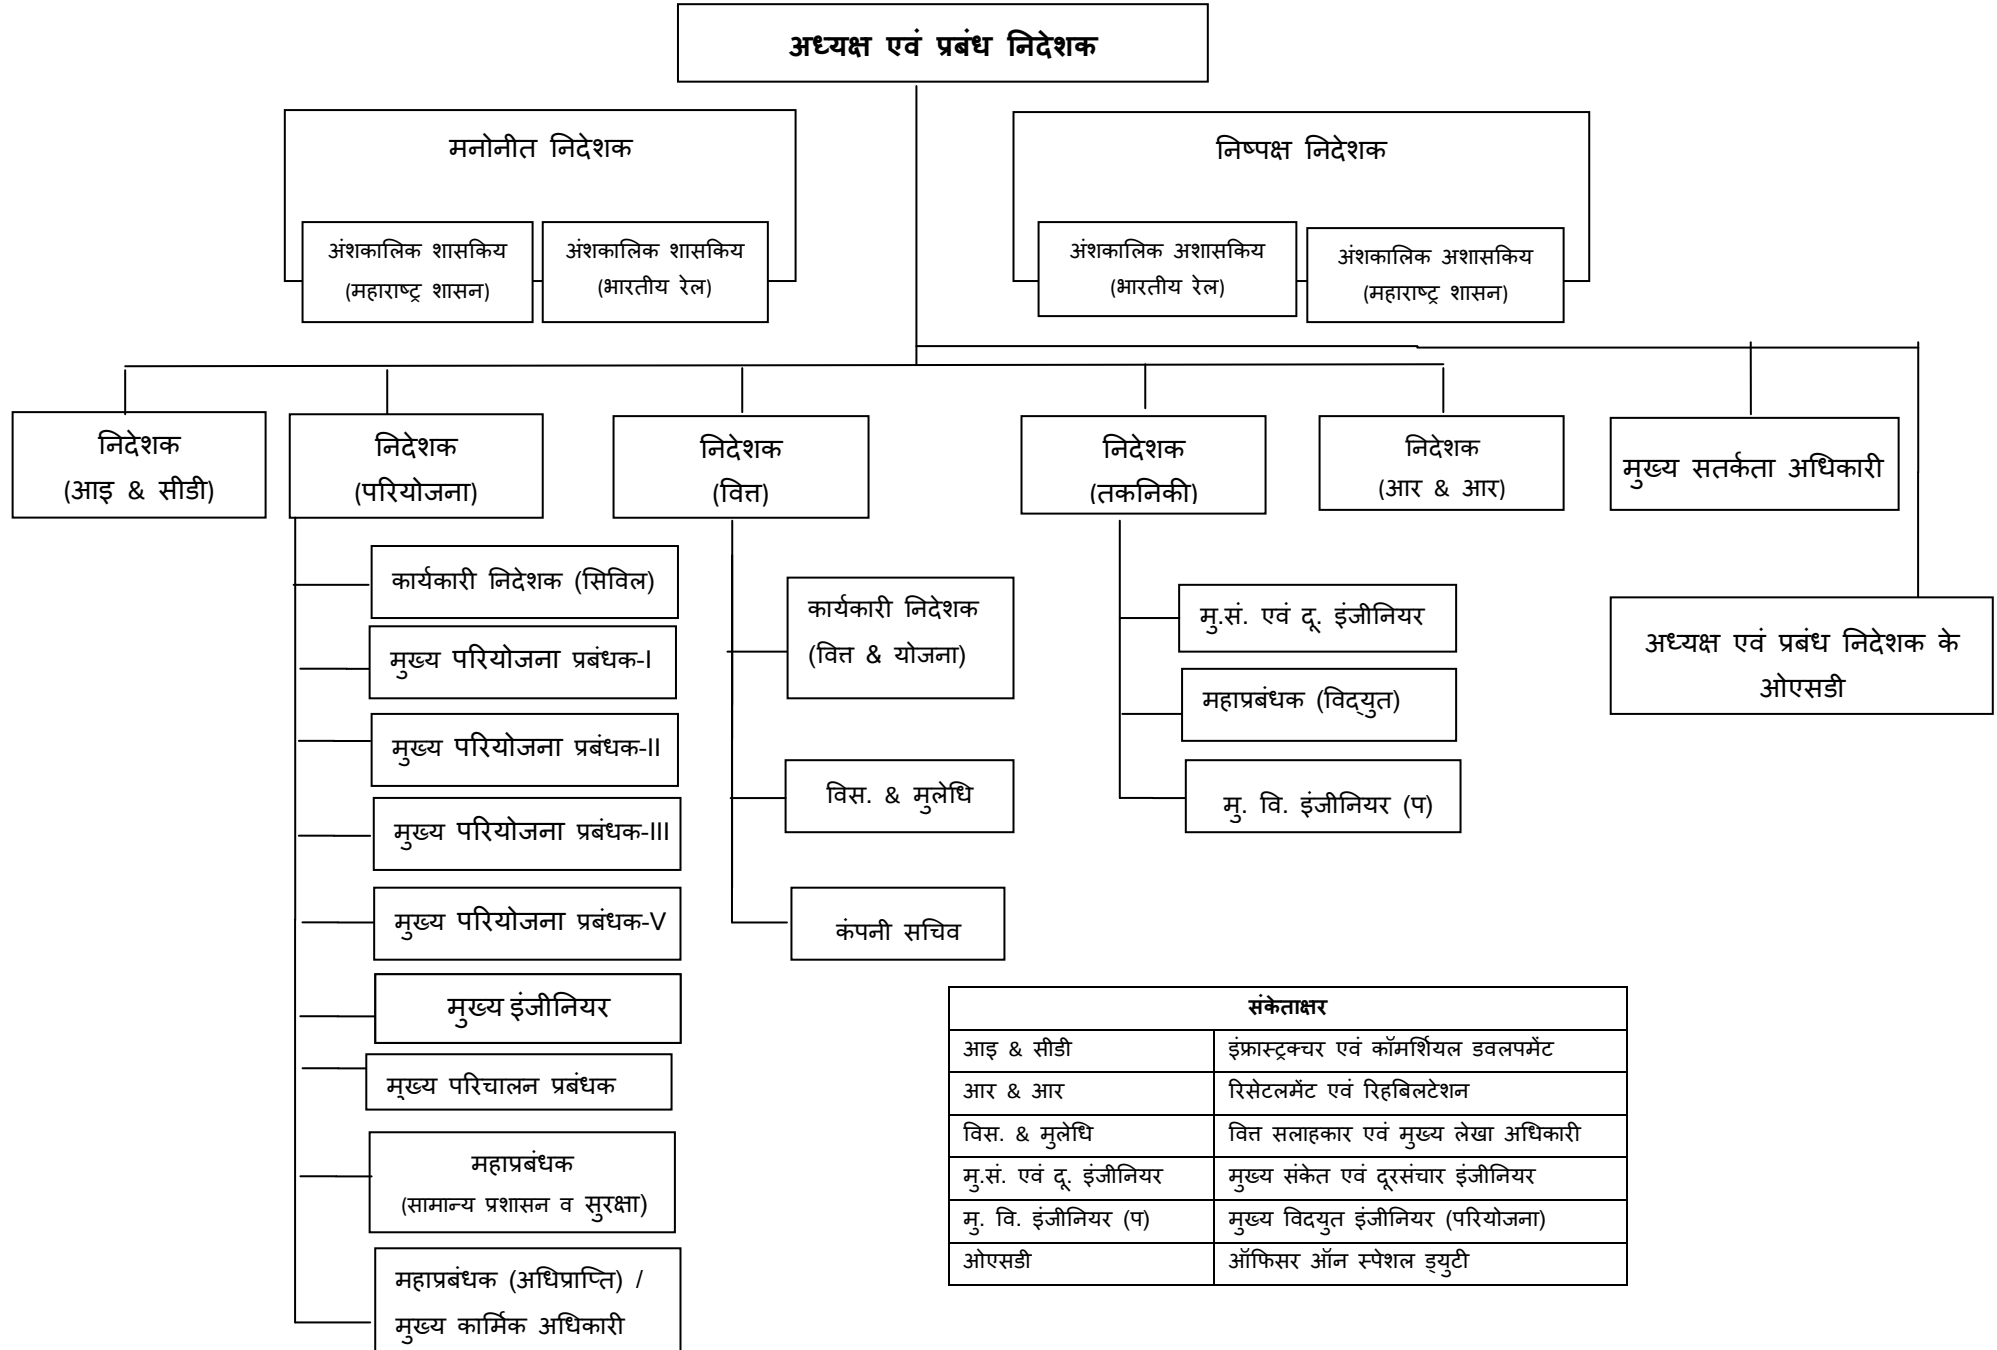 अध्यक्ष एवं प्रबंध निदेशक
मनोनीत निदेशक
अंशकालिक शासकिय
(महाराष्ट्र शासन)
अंशकालिक शासकिय
(भारतीय रेल)
निष्पक्ष निदेशक
अंशकालिक अशासकिय
(भारतीय रेल)
अंशकालिक अशासकिय
(महाराष्ट्र शासन)
निदेशक
(आइ & सीडी)
निदेशक
(परियोजना)
निदेशक
(वित्त)
निदेशक
(तकनिकी)
निदेशक
(आर & आर)
मुख्य सतर्कता अधिकारी
अध्यक्ष एवं प्रबंध निदेशक के
ओएसडी
कार्यकारी निदेशक (सिविल)
मुख्य परियोजना प्रबंधक-I
मुख्य परियोजना प्रबंधक-II
मुख्य परियोजना प्रबंधक-III
मुख्य परियोजना प्रबंधक-V
मुख्य इंजीनियर
मुख्य परिचालन प्रबंधक
महाप्रबंधक
(सामान्य प्रशासन व सुरक्षा)
महाप्रबंधक (अधिप्राप्ति) /
मुख्य कार्मिक अधिकारी
कार्यकारी निदेशक
(वित्त & योजना)
विस. & मुलेधि
कंपनी सचिव
मु.सं. एवं दू. इंजीनियर
महाप्रबंधक (विद्युत)
मु. वि. इंजीनियर (प)
संकेताक्षर
आइ & सीडी इंफ्रास्ट्रक्चर एवं कॉमर्शियल डवलपमेंट
आर & आर रिसेटलमेंट एवं रिहबिलटेशन
विस. & मुलेधि वित्त सलाहकार एवं मुख्य लेखा अधिकारी
मु.सं. एवं दू. इंजीनियर मुख्य संकेत एवं दूरसंचार इंजीनियर
मु. वि. इंजीनियर (प) मुख्य विदयुत इंजीनियर (परियोजना)
ओएसडी ऑफिसर ऑन स्पेशल ड्युटी